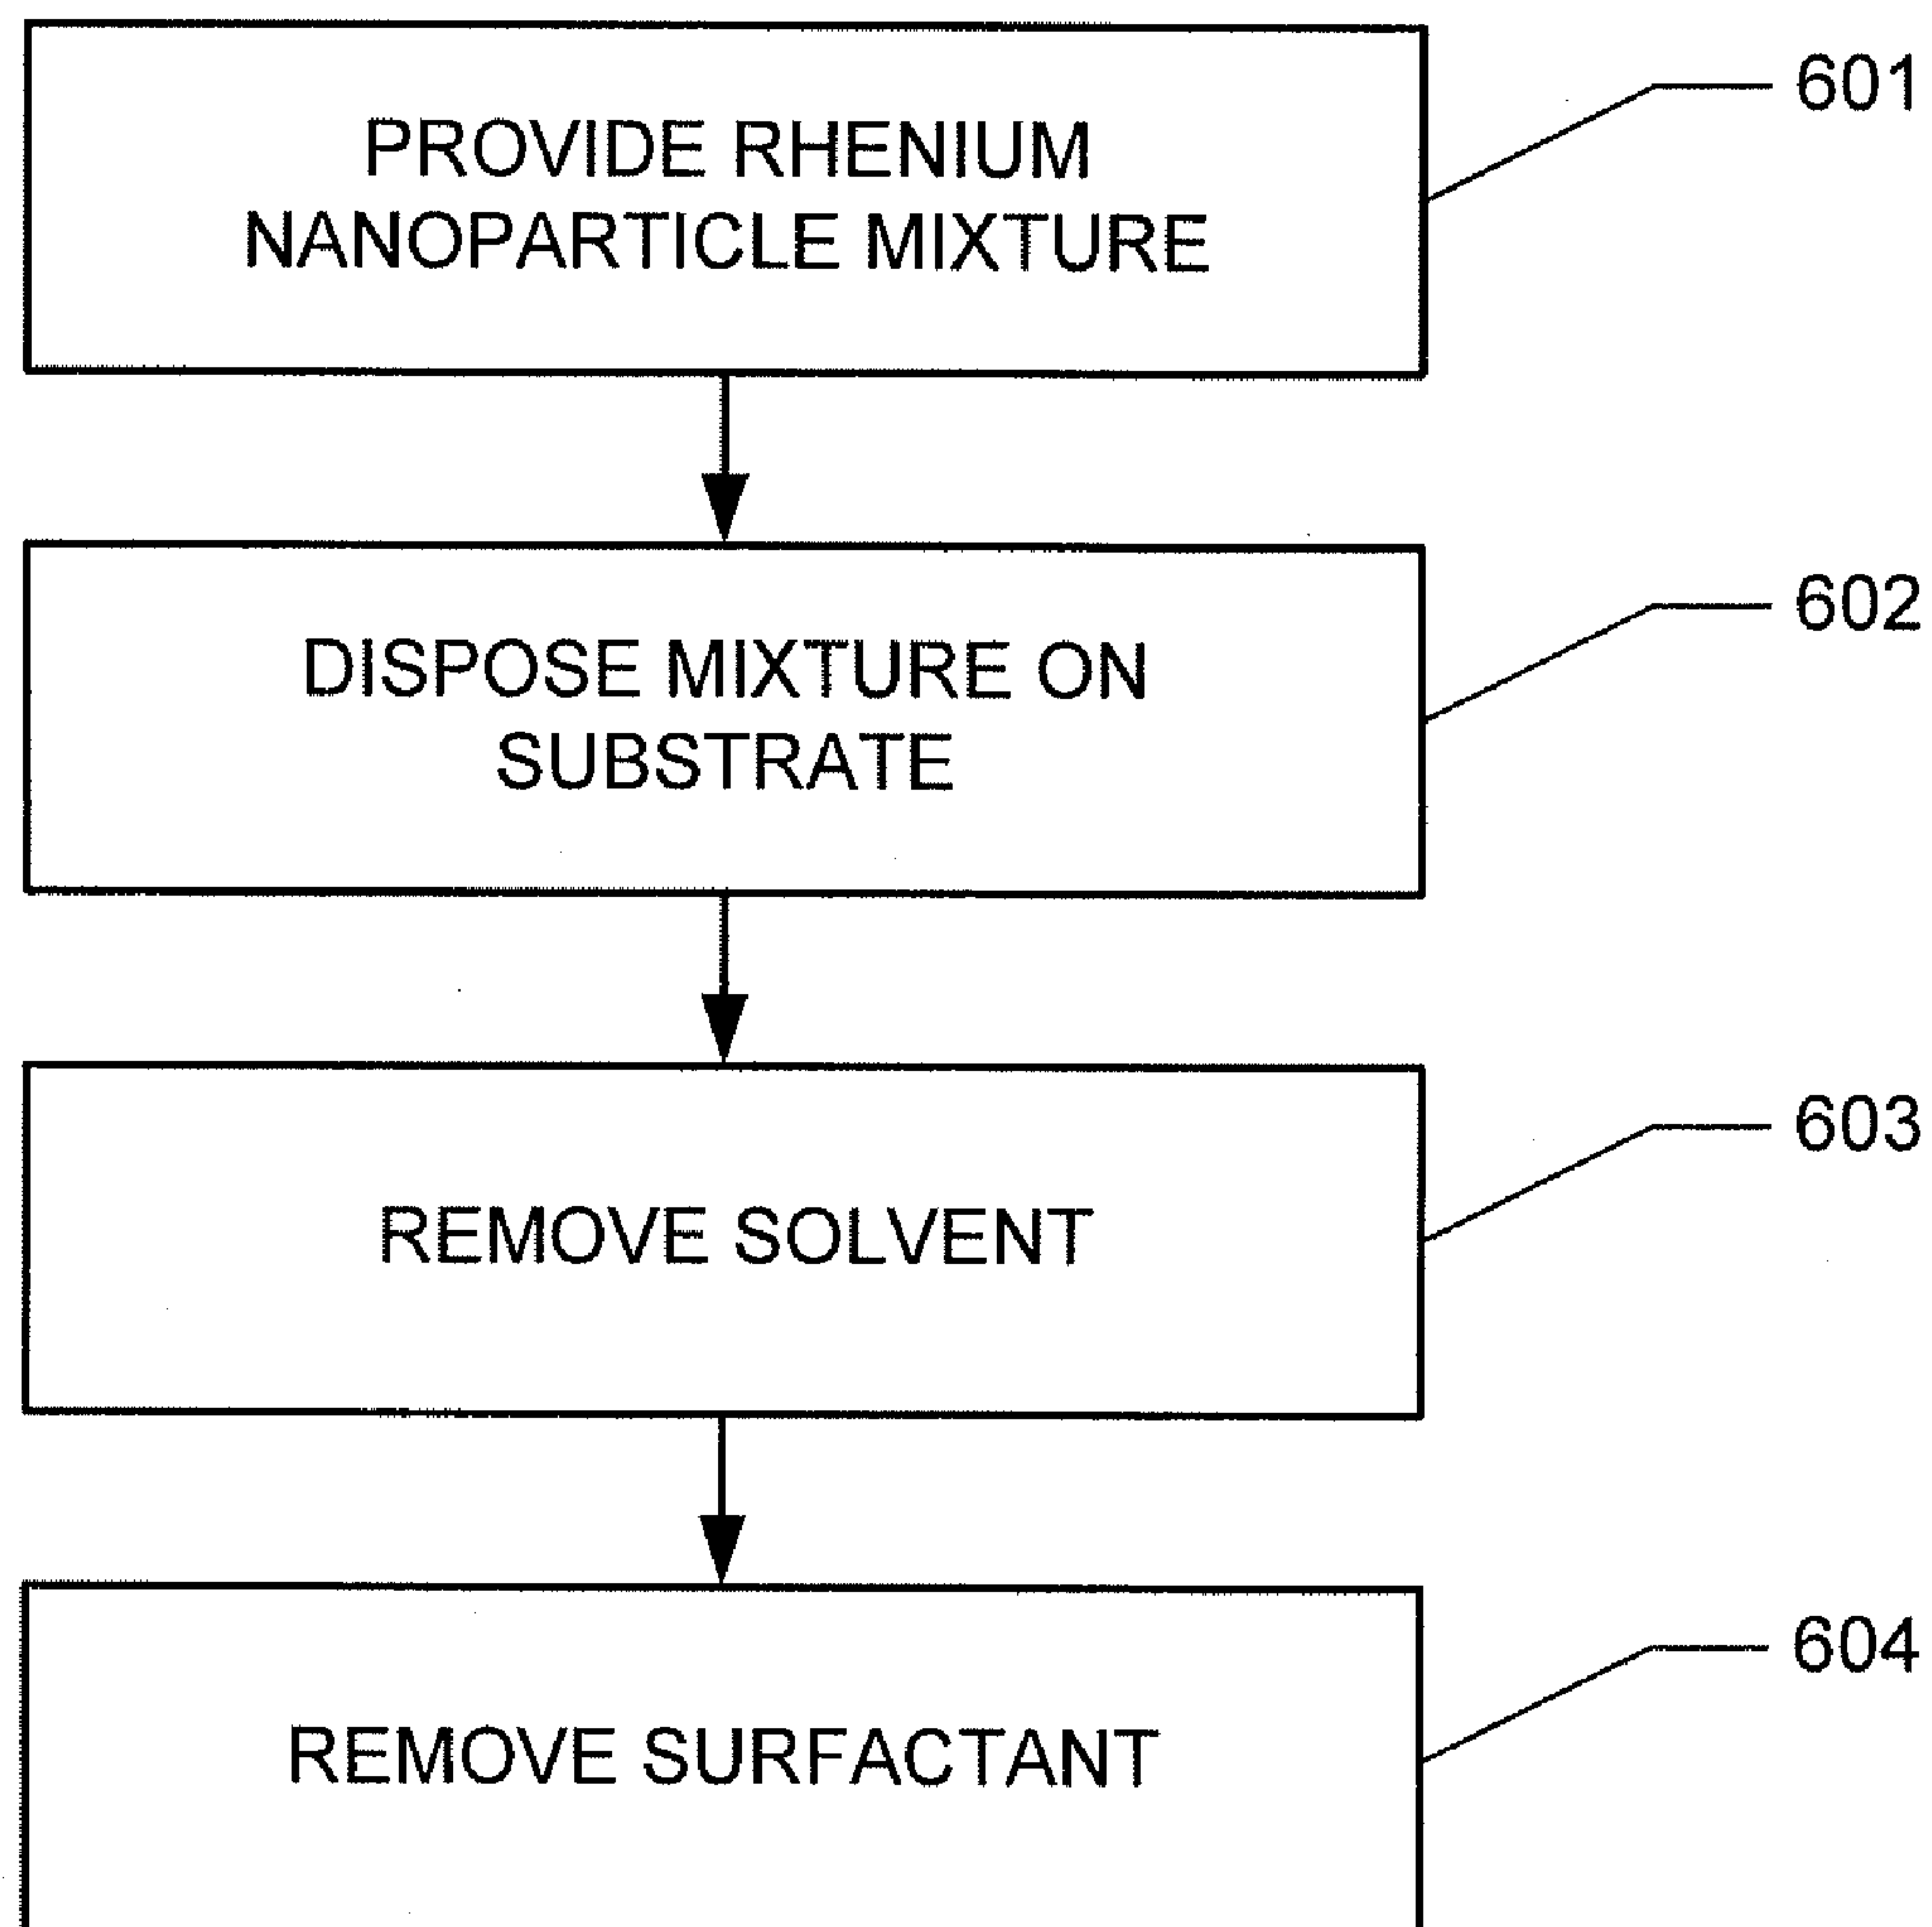 PROVIDE RHENIUM
NANOPARTICLE MIXTURE
601
DISPOSE MIXTURE ON
SUBSTRATE
602
REMOVE SOLVENT
603
REMOVE SURFACTANT
604